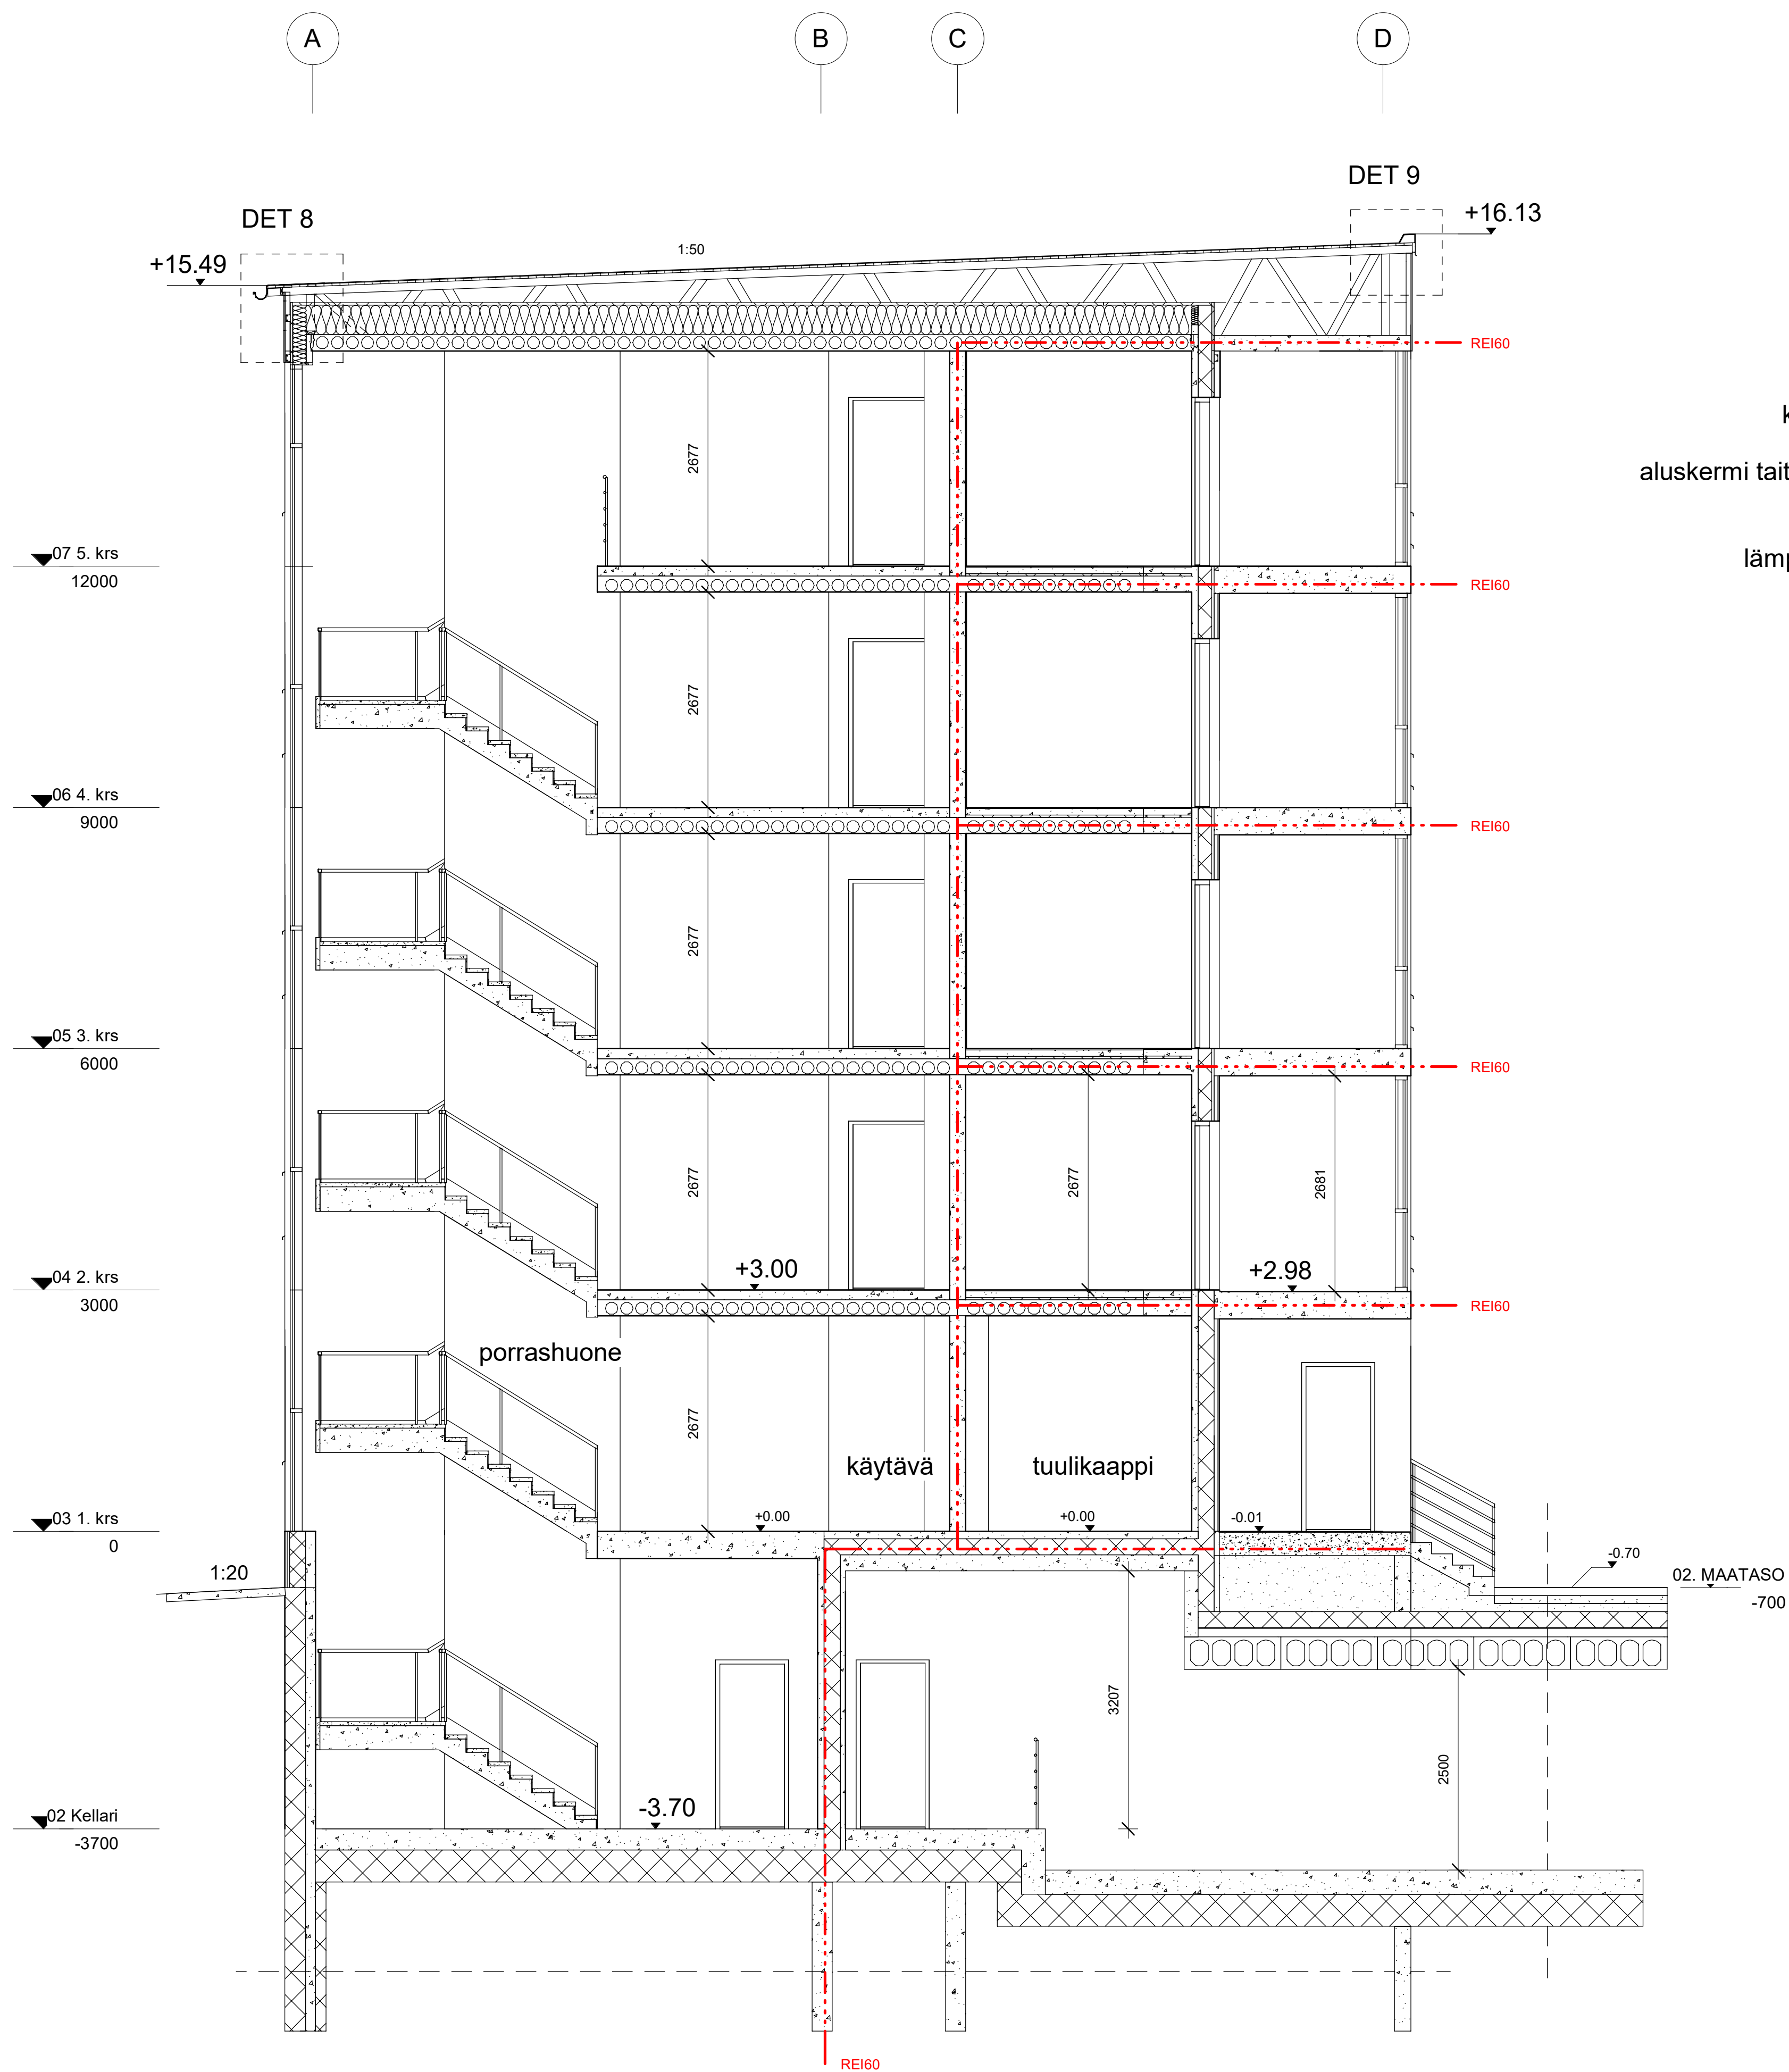 A
B
C
D
DET 9
+16.13
DET 8
+15.49
1:50
REI60
k
2677
aluskermi tait
07 5. krs
12000
lämp
REI60
2677
06 4. krs
9000
REI60
2677
05 3. krs
6000
REI60
2677
2677
2681
04 2. krs
3000
+3.00
+2.98
REI60
porrashuone
2677
käytävä
tuulikaappi
03 1. krs
0
+0.00
+0.00
-0.01
-0.70
1:20
02. MAATASO
-700
3207
2500
02 Kellari
-3700
-3.70
REI60